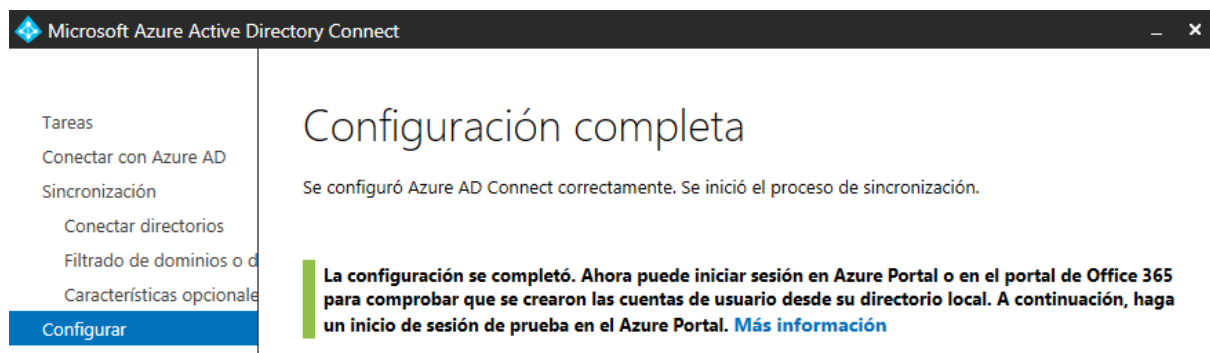 Microsoft Azure Active Directory Connect
Tareas
Conectar con Azure AD
Sincronización
Conectar directorios
Filtrado de dominios o d
Características opcionale
Configurar
Configuración completa
Se configuró Azure AD Connect correctamente. Se inició el proceso de sincronización.
La configuración se completó. Ahora puede iniciar sesión en Azure Portal o en el portal de Office 365
para comprobar que se crearon las cuentas de usuario desde su directorio local. A continuación, haga
un inicio de sesión de prueba en el Azure Portal. Más información